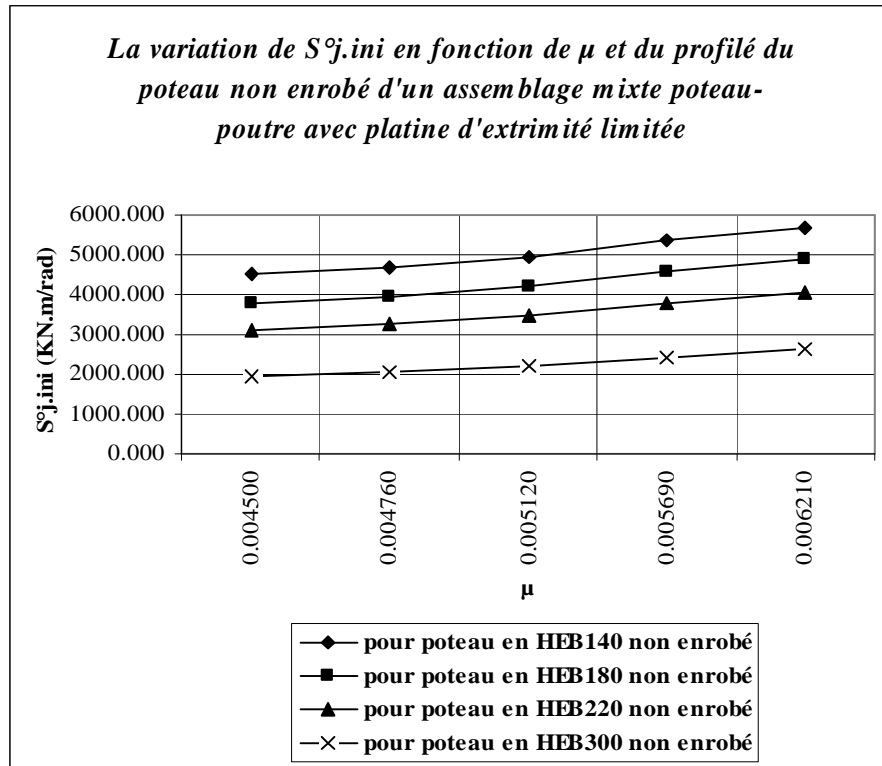 La variation de S°j.ini en fonction de µ et du profilé du
poteau non enrobé d'un assemblage mixte poteau-
poutre avec platine d'extrimité limitée
S°j.ini (KN.m/rad)
6000.000
5000.000
4000.000
3000.000
2000.000
1000.000
0.000
0.004500
0.004760
0.005120
0.005690
0.006210
µ
pour poteau en HEB140 non enrobé
pour poteau en HEB180 non enrobé
pour poteau en HEB220 non enrobé
pour poteau en HEB300 non enrobé